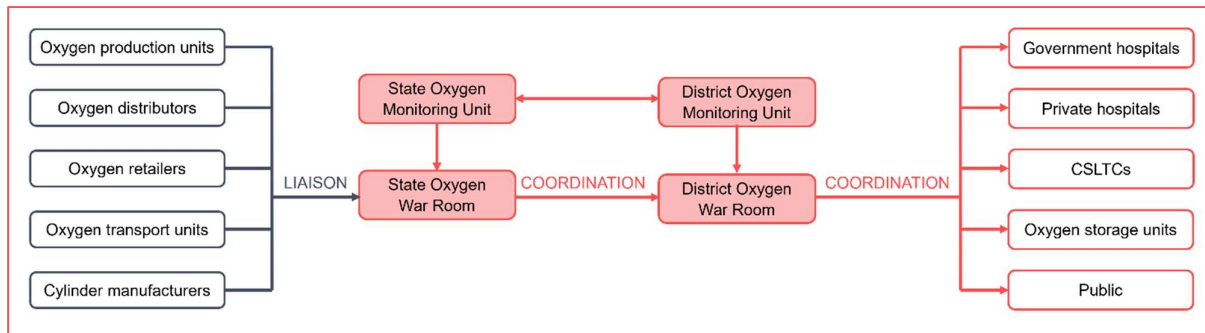 Oxygen production units
Oxygen distributors
Oxygen retailers
Oxygen transport units
Cylinder manufacturers
LIAISON
State Oxygen
Monitoring Unit
State Oxygen
War Room
COORDINATION
District Oxygen
Monitoring Unit
District Oxygen
War Room
COORDINATION
Government hospitals
Private hospitals
CSLTCs
Oxygen storage units
Public